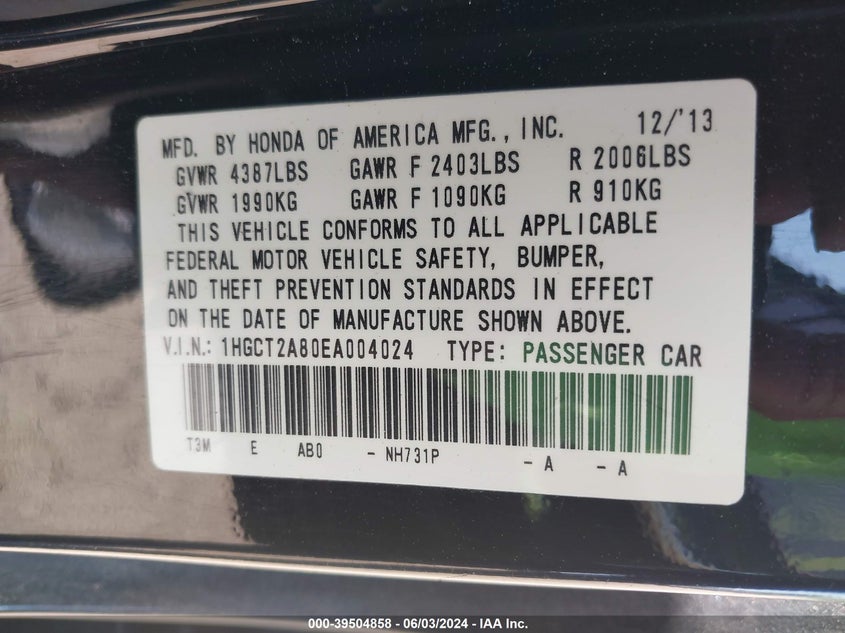 MFD. BY HONDA OF AMERICA MFG., INC. 12/'13
GVWR 4387LBS GAWR F 2403LBS R 2006LBS
GVWR 1990KG GAWR F 1090KG R 910KG
THIS VEHICLE CONFORMS TO ALL APPLICABLE
FEDERAL MOTOR VEHICLE SAFETY, BUMPER,
AND THEFT PREVENTION STANDARDS IN EFFECT
ON THE DATE OF MANUFACTURE SHOWN ABOVE.
V.I.N.: 1HGCT2A80EA004024 TYPE: PASSENGER CAR
T3M E AB0 - NH731P - A - A
000-39504858 - 06/03/2024 - IAA Inc.